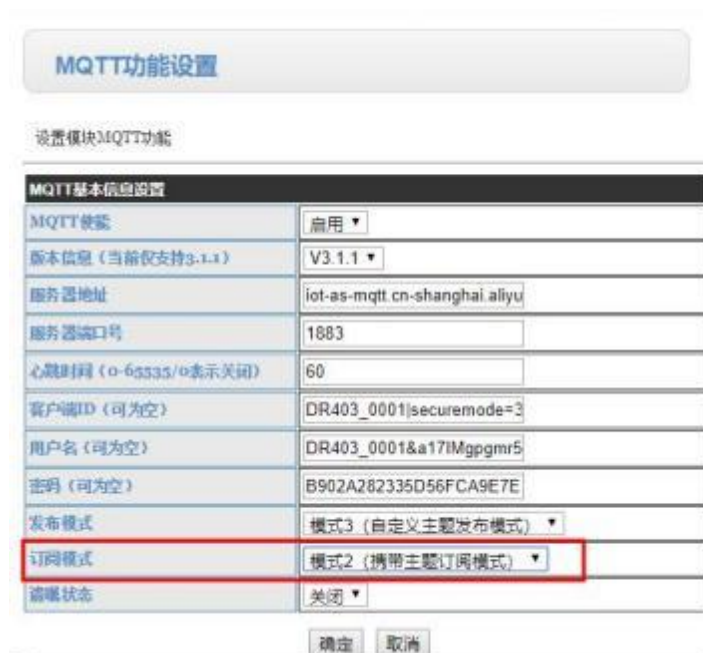 MQTT功能设置
设置模块MQTT功能
MQTT基本信息设置
MQTT使能 启用
版本信息（当前仅支持3.1.1） V3.1.1
服务器地址 iot-as-mqtt.cn-shanghai.aliyu
服务器端口号 1883
心跳时间（0-65535/0表示关闭） 60
客户端ID（可为空） DR403_0001|securemode=3
用户名（可为空） DR403_0001&a17IMgpgmr5
密码（可为空） B902A282335D56FCA9E7E
发布模式 模式3（自定义主题发布模式）
订阅模式 模式2（携带主题订阅模式）
遗嘱状态 关闭
确定 取消